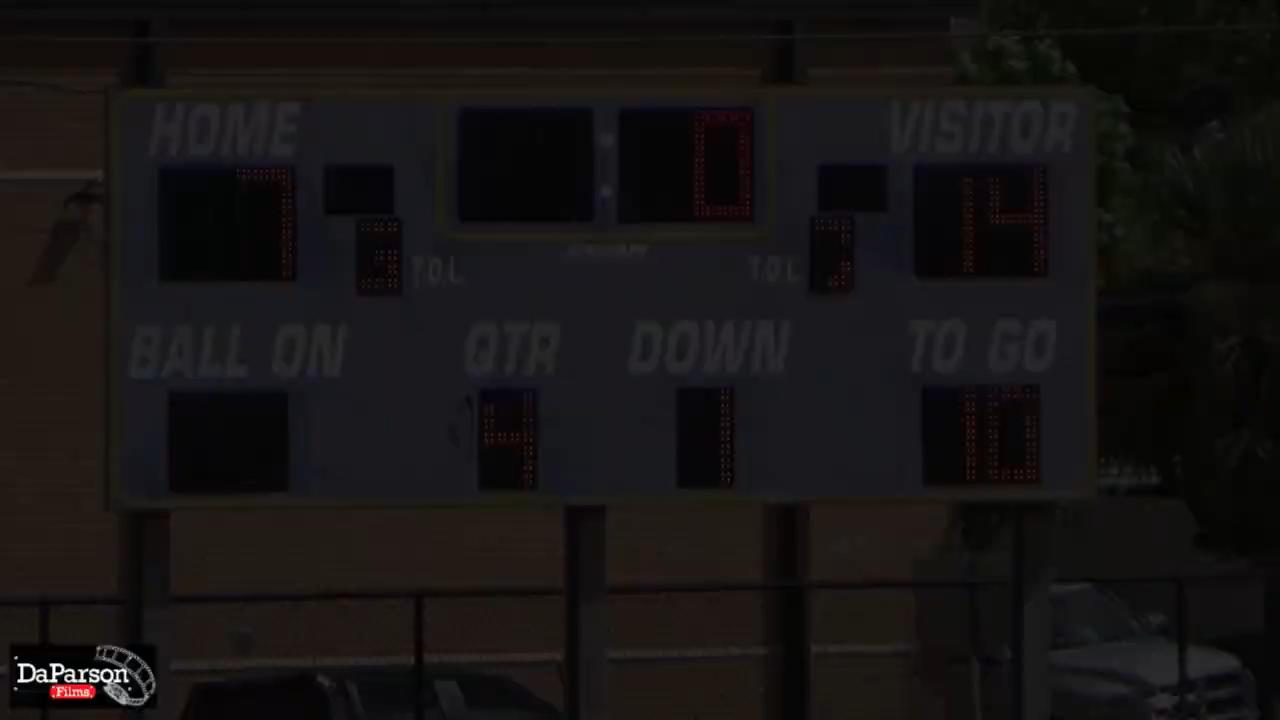 HOME
VISITOR
0
7
14
T.O.L.
T.O.L.
BALL ON
QTR
DOWN
TO GO
4
1
10
DaParson
Films